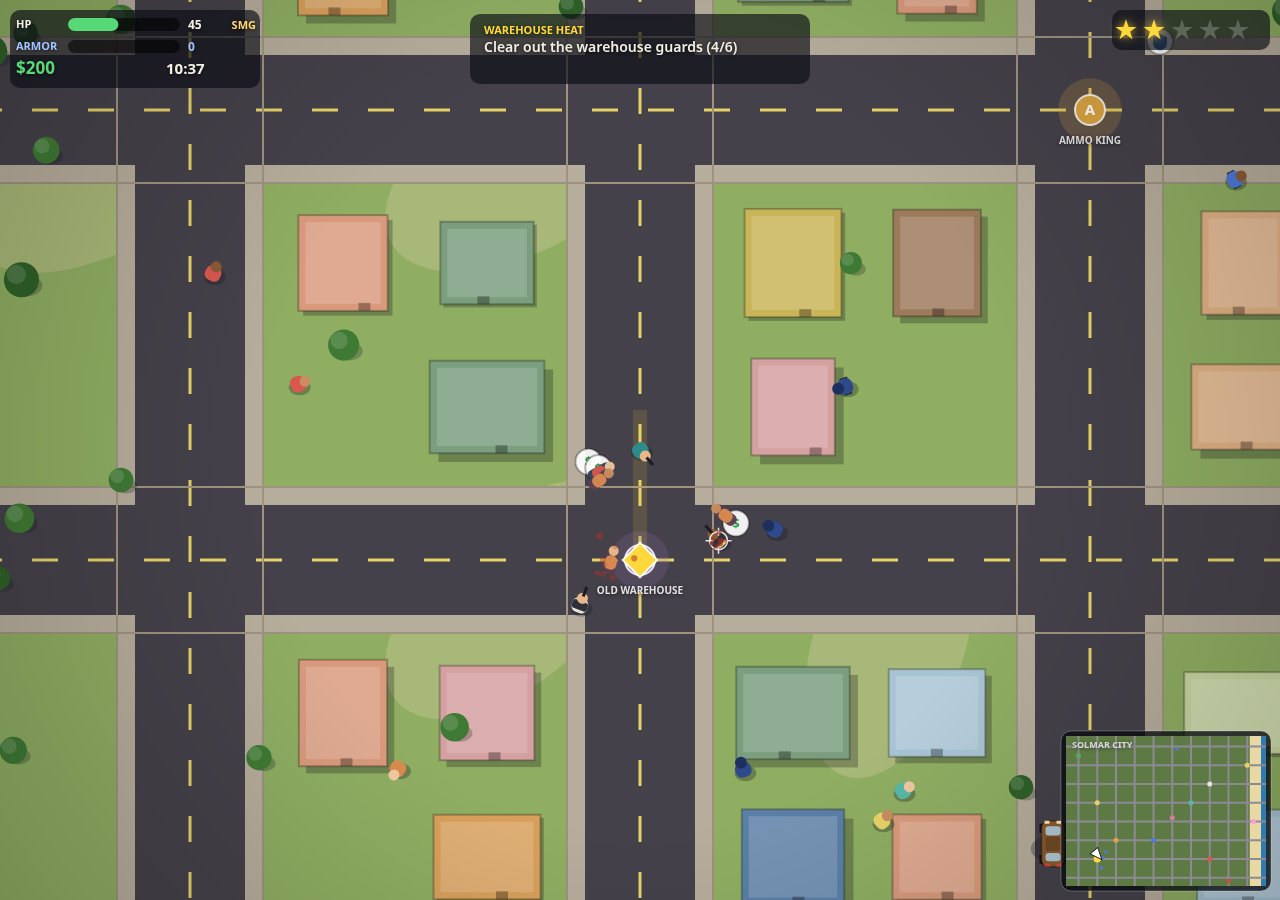 HP 45 SMG
ARMOR 0
$200 10:37
WAREHOUSE HEAT
Clear out the warehouse guards (4/6)
A
AMMO KING
OLD WAREHOUSE
SOLMAR CITY